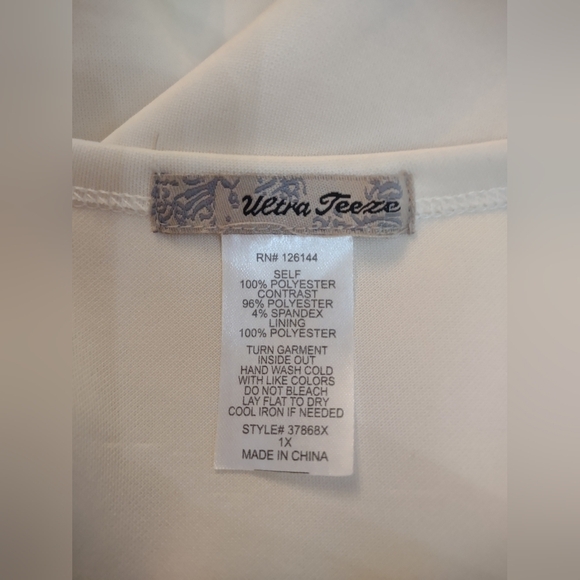 Ultra Teeze
RN# 126144
SELF
100% POLYESTER
CONTRAST
96% POLYESTER
4% SPANDEX
LINING
100% POLYESTER
TURN GARMENT
INSIDE OUT
HAND WASH COLD
WITH LIKE COLORS
DO NOT BLEACH
LAY FLAT TO DRY
COOL IRON IF NEEDED
STYLE# 37868X
1X
MADE IN CHINA